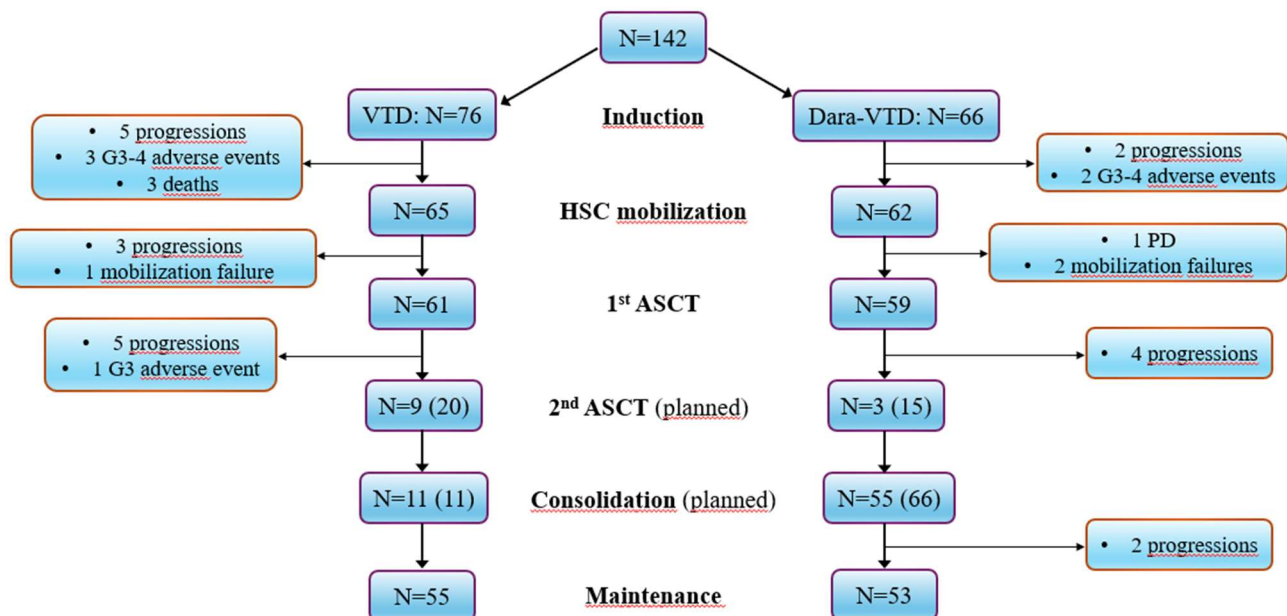 N=142
VTD: N=76
Induction
Dara-VTD: N=66
• 5 progressions
• 3 G3-4 adverse events
• 3 deaths
• 2 progressions
• 2 G3-4 adverse events
N=65
HSC mobilization
N=62
• 3 progressions
• 1 mobilization failure
• 1 PD
• 2 mobilization failures
N=61
1st ASCT
N=59
• 5 progressions
• 1 G3 adverse event
• 4 progressions
N=9 (20)
2nd ASCT (planned)
N=3 (15)
N=11 (11)
Consolidation (planned)
N=55 (66)
• 2 progressions
N=55
Maintenance
N=53